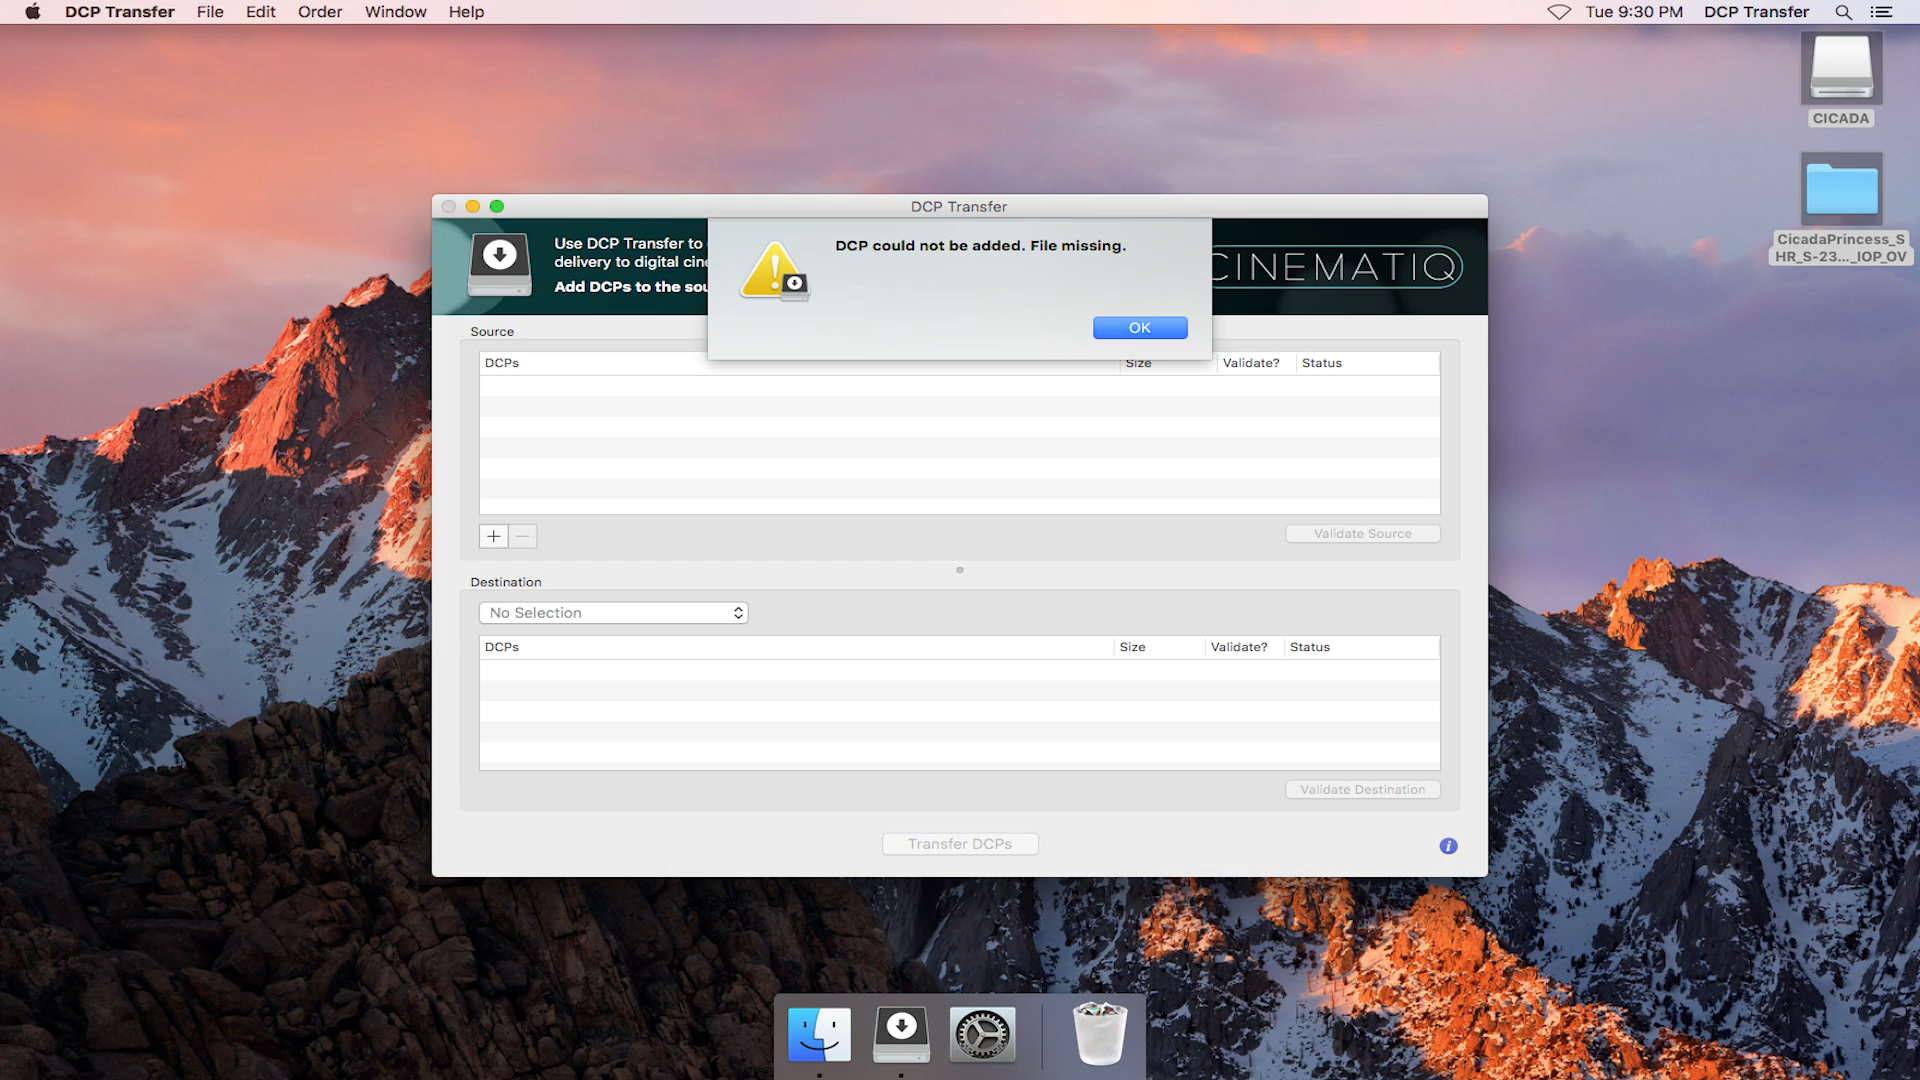 DCP Transfer File Edit Order Window Help Tue 9:30 PM DCP Transfer
CICADA
CicadaPrincess_S
HR_S-23..._IOP_OV
DCP Transfer
Use DCP Transfer to
delivery to digital
Add DCPs to the
CINEMATIQ
DCP could not be added. File missing.
OK
Source
DCPs Size Validate? Status
+ −
Validate Source
Destination
No Selection
DCPs Size Validate? Status
Validate Destination
Transfer DCPs
i